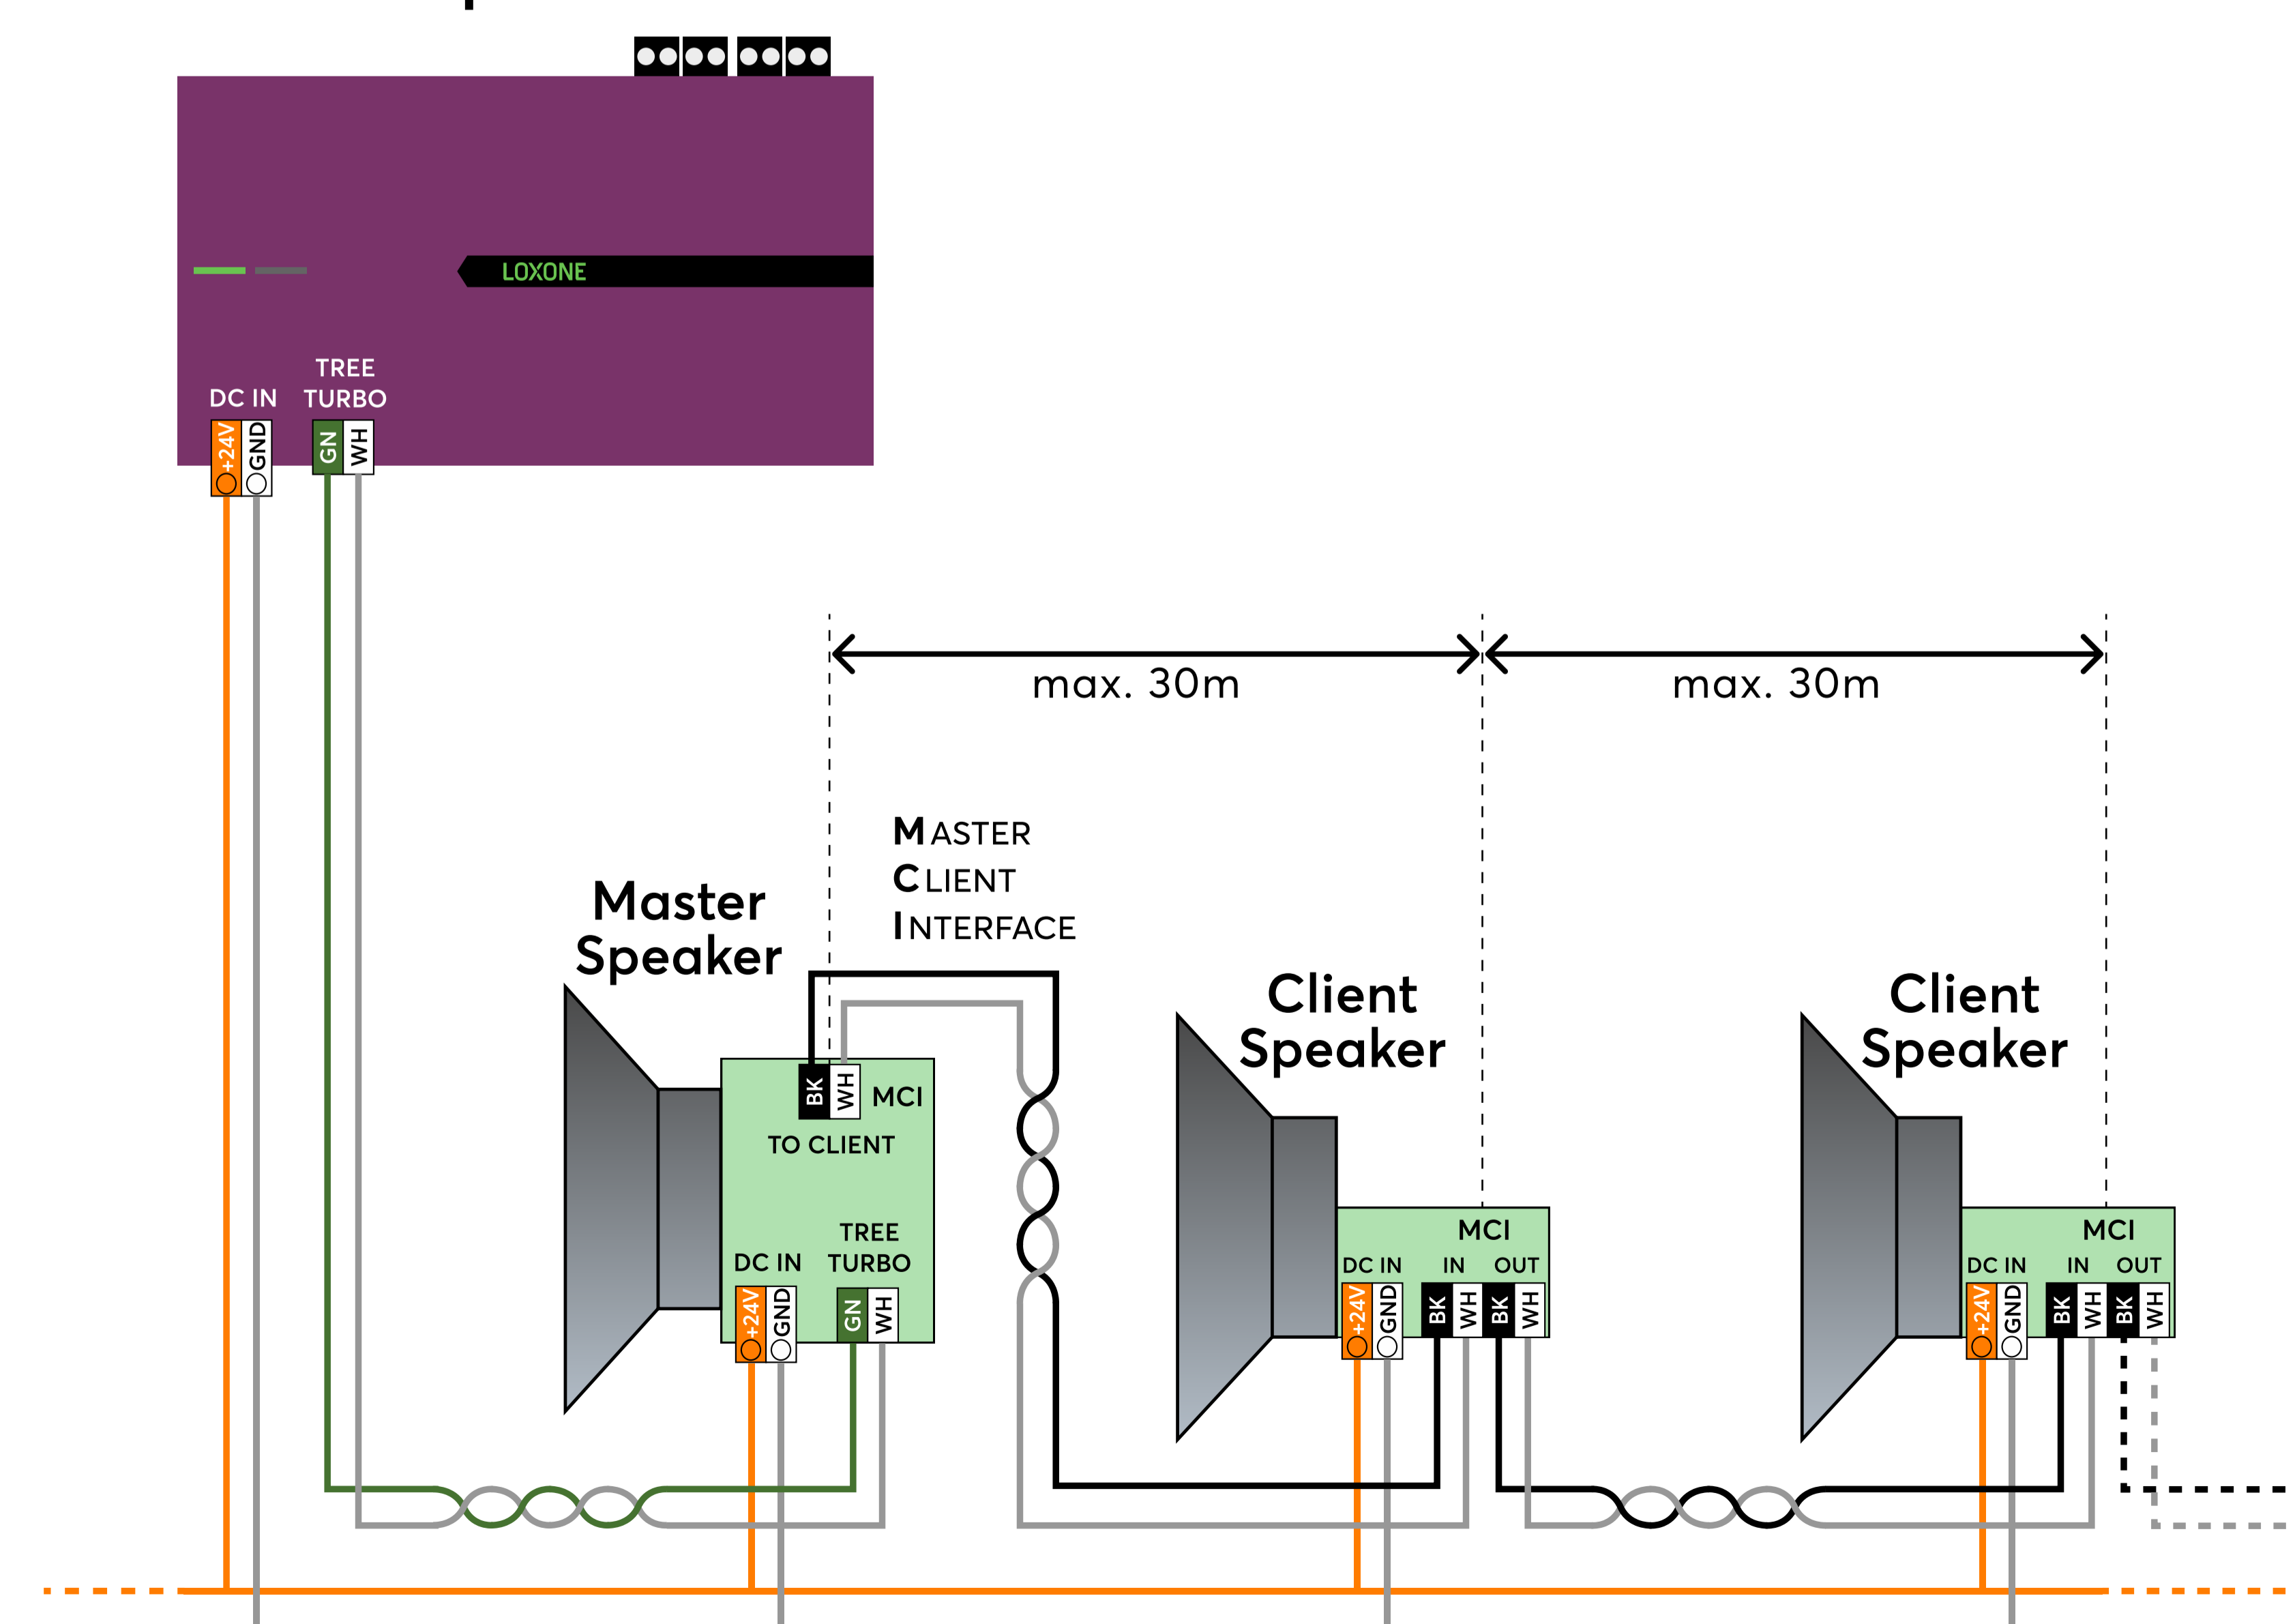 LOXONE
TREE
DC IN TURBO
+24V GND GN WH
max. 30m max. 30m
MASTER
CLIENT
INTERFACE
Master
Speaker
Client
Speaker
Client
Speaker
BK WH MCI
TO CLIENT
TREE
DC IN TURBO
+24V GND GN WH
MCI
DC IN IN OUT
+24V GND BK WH BK WH
MCI
DC IN IN OUT
+24V GND BK WH BK WH